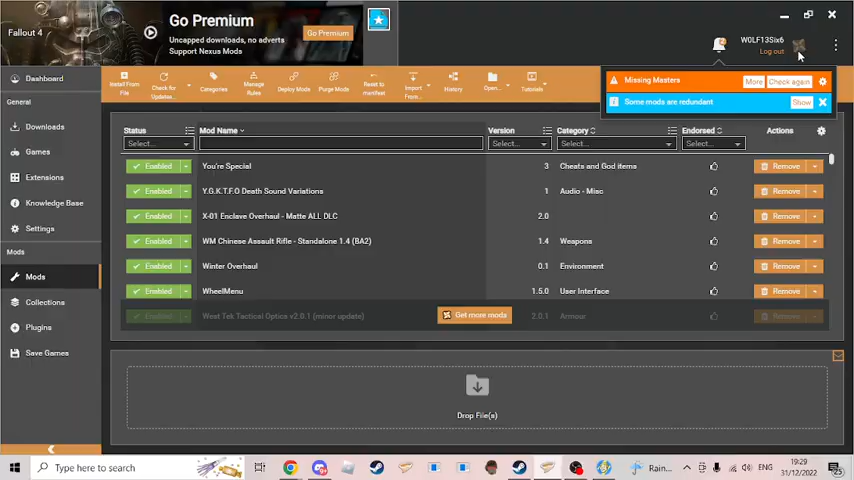 Fallout 4
Go Premium
Uncapped downloads, no adverts
Support Nexus Mods
Go Premium
W0LF13Six6
Log out
Dashboard
General
Downloads
Games
Extensions
Knowledge Base
Settings
Mods
Mods
Collections
Plugins
Save Games
Install From File
Check for Updates...
Categories
Manage Rules
Deploy Mods
Purge Mods
Reset to manifest
Import From...
History
Open...
Tutorials
Missing Masters
More
Check again
Some mods are redundant
Show
Status
Mod Name
Version
Category
Endorsed
Actions
Select...
Select...
Select...
Select...
Enabled You're Special 3 Cheats and God items Remove
Enabled Y.G.K.T.F.O Death Sound Variations 1 Audio - Misc Remove
Enabled X-01 Enclave Overhaul - Matte ALL DLC 2.0 Remove
Enabled WM Chinese Assault Rifle - Standalone 1.4 (BA2) 1.4 Weapons Remove
Enabled Winter Overhaul 0.1 Environment Remove
Enabled WheelMenu 1.5.0 User Interface Remove
Enabled West Tek Tactical Optics v2.0.1 (minor update) 2.0.1 Armour Remove
Get more mods
Drop File(s)
Type here to search
Rain...
ENG
19:29
31/12/2022
25